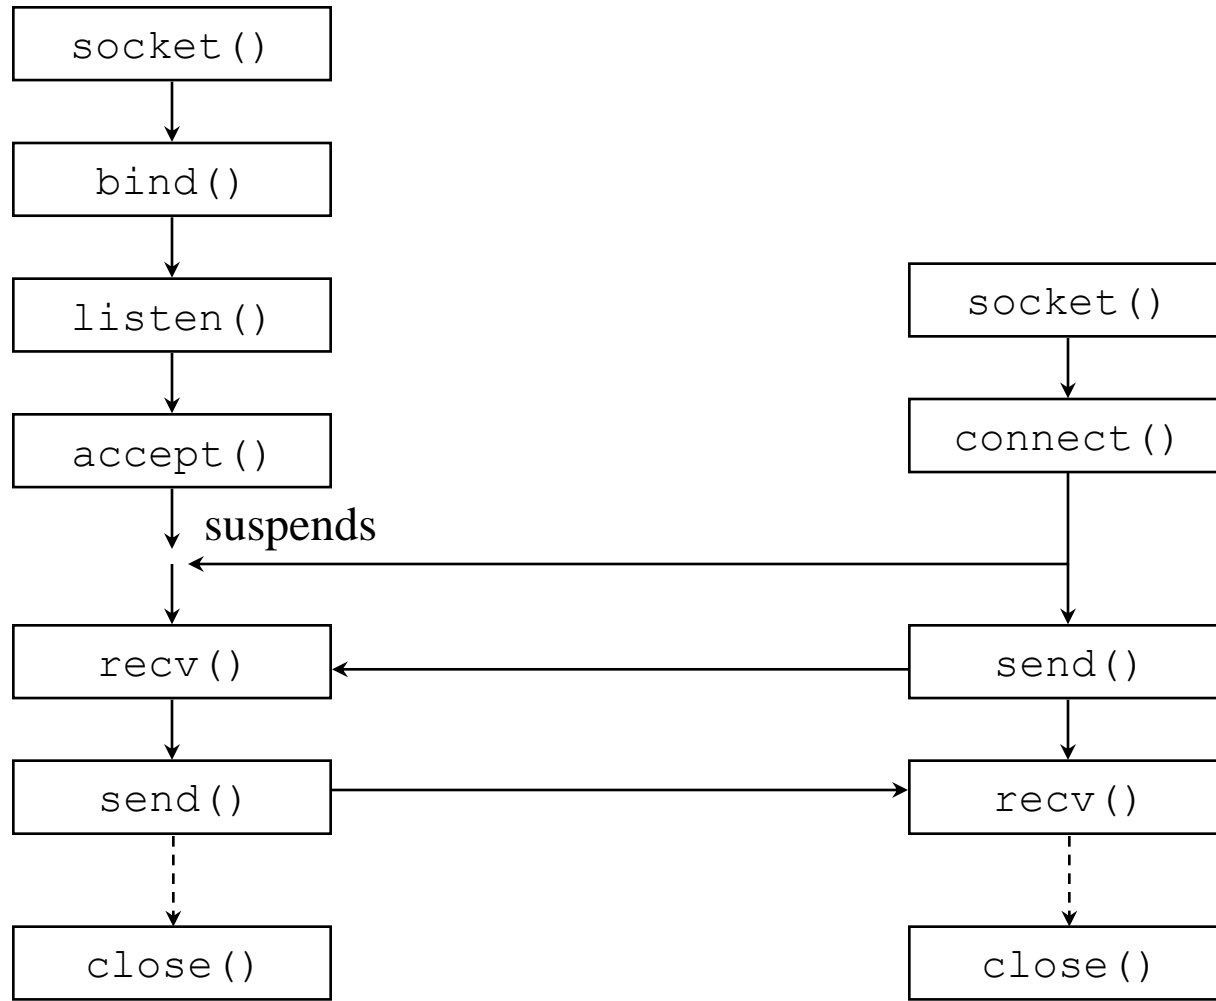 socket()
bind()
listen()
accept()
suspends
recv()
send()
close()
socket()
connect()
send()
recv()
close()